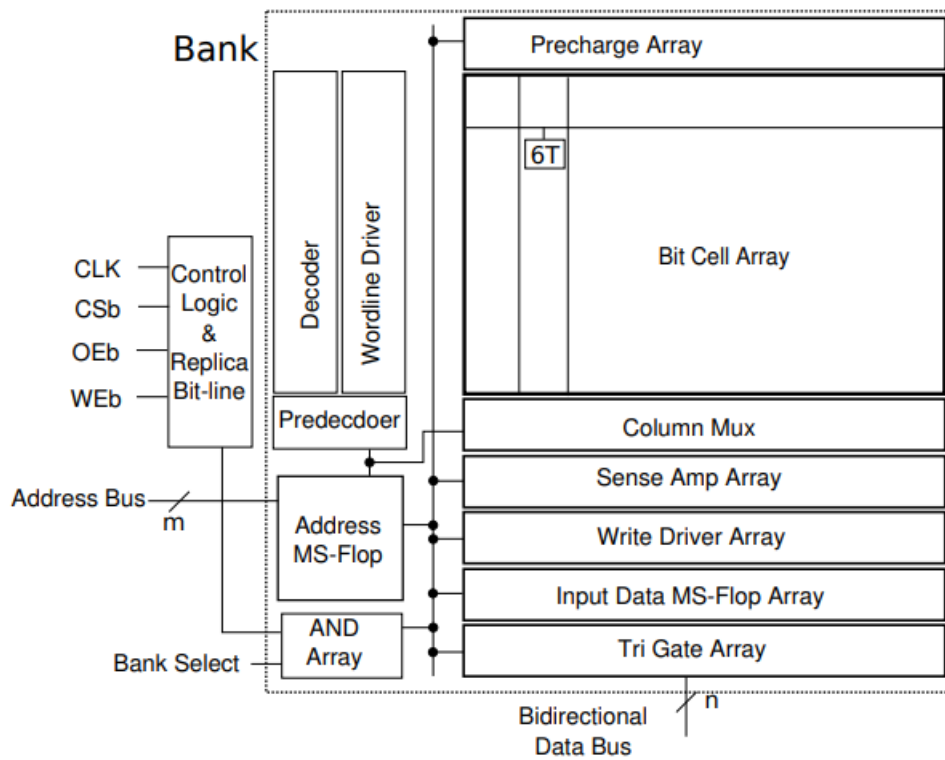 Bank
Precharge Array
6T
Bit Cell Array
Decoder
Wordline Driver
CLK
CSb
OEb
WEb
Control
Logic
&
Replica
Bit-line
Predecdoer
Column Mux
Sense Amp Array
Address Bus
m
Address
MS-Flop
Write Driver Array
Input Data MS-Flop Array
AND
Array
Bank Select
Tri Gate Array
n
Bidirectional
Data Bus